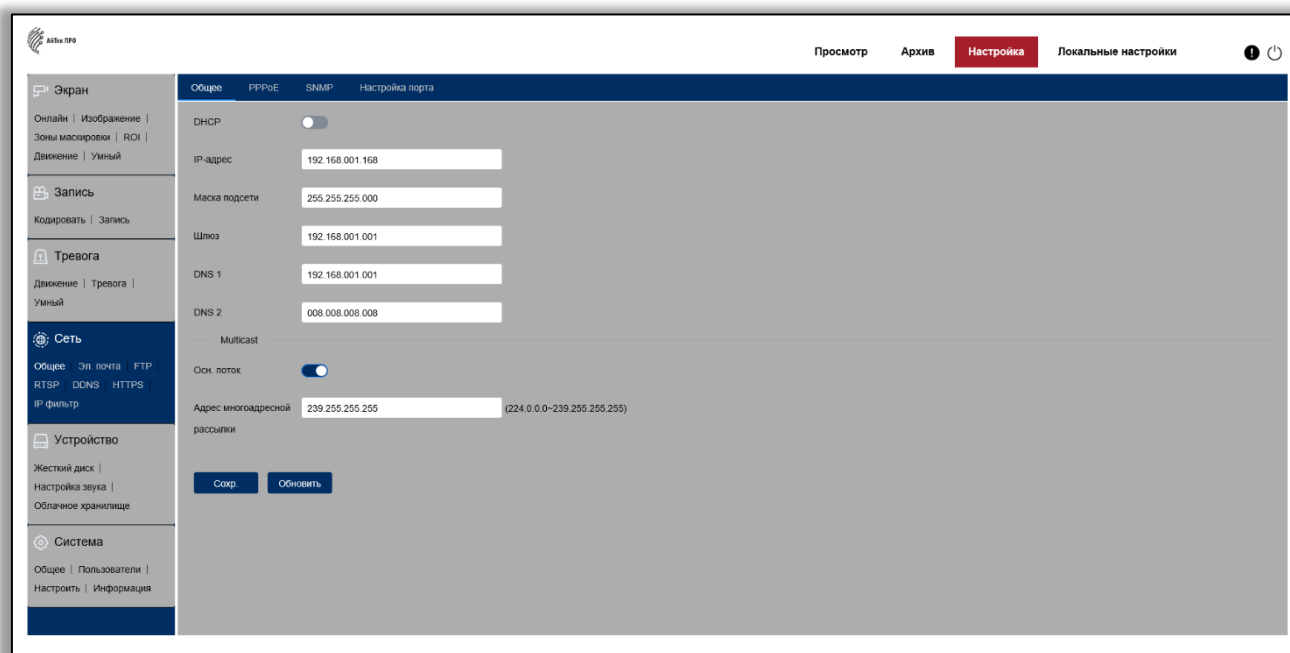 АйТек ПРО
Просмотр Архив Настройка Локальные настройки
Экран
Онлайн | Изображение |
Зоны маскировки | ROI |
Движение | Умный
Запись
Кодировать | Запись
Тревога
Движение | Тревога |
Умный
Сеть
Общее | Эл. почта | FTP |
RTSP | DDNS | HTTPS |
IP фильтр
Устройство
Жесткий диск |
Настройка звука |
Облачное хранилище
Система
Общее | Пользователи |
Настроить | Информация
Общее PPPoE SNMP Настройка порта
DHCP
IP-адрес 192.168.001.168
Маска подсети 255.255.255.000
Шлюз 192.168.001.001
DNS 1 192.168.001.001
DNS 2 008.008.008.008
Multicast
Осн. поток
Адрес многоадресной 239.255.255.255 (224.0.0.0~239.255.255.255)
рассылки
Сохр. Обновить